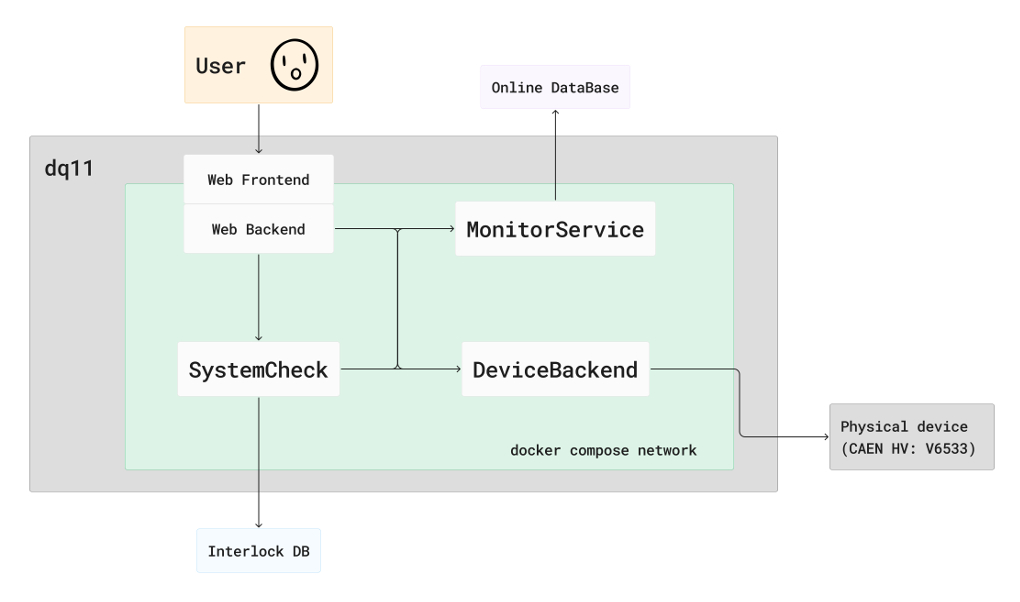 User
Online DataBase
dq11
Web Frontend
Web Backend
MonitorService
SystemCheck
DeviceBackend
Physical device
(CAEN HV: V6533)
docker compose network
Interlock DB